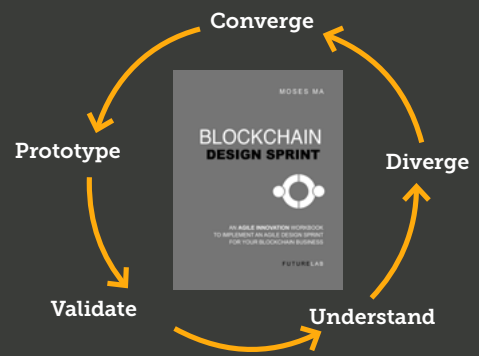 Converge
MOSES MA
BLOCKCHAIN
DESIGN SPRINT
Prototype
Diverge
AN AGILE INNOVATION WORKBOOK
TO IMPLEMENT AN AGILE DESIGN SPRINT
FOR YOUR BLOCKCHAIN BUSINESS
FUTURELAB
Validate
Understand